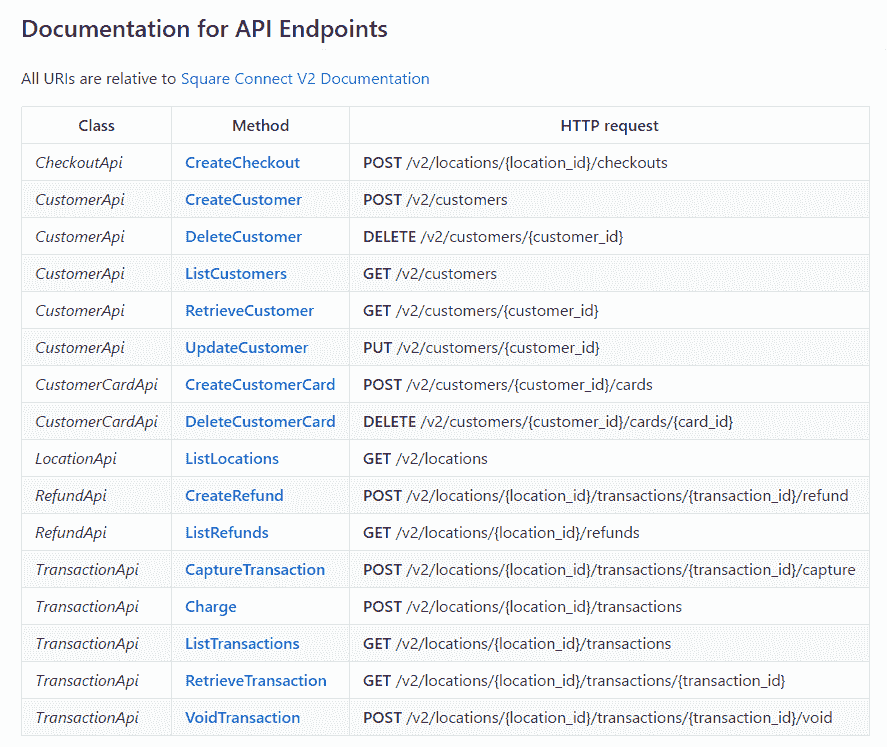 Documentation for API Endpoints
All URIs are relative to Square Connect V2 Documentation
Class Method HTTP request
CheckoutApi CreateCheckout POST /v2/locations/{location_id}/checkouts
CustomerApi CreateCustomer POST /v2/customers
CustomerApi DeleteCustomer DELETE /v2/customers/{customer_id}
CustomerApi ListCustomers GET /v2/customers
CustomerApi RetrieveCustomer GET /v2/customers/{customer_id}
CustomerApi UpdateCustomer PUT /v2/customers/{customer_id}
CustomerCardApi CreateCustomerCard POST /v2/customers/{customer_id}/cards
CustomerCardApi DeleteCustomerCard DELETE /v2/customers/{customer_id}/cards/{card_id}
LocationApi ListLocations GET /v2/locations
RefundApi CreateRefund POST /v2/locations/{location_id}/transactions/{transaction_id}/refund
RefundApi ListRefunds GET /v2/locations/{location_id}/refunds
TransactionApi CaptureTransaction POST /v2/locations/{location_id}/transactions/{transaction_id}/capture
TransactionApi Charge POST /v2/locations/{location_id}/transactions
TransactionApi ListTransactions GET /v2/locations/{location_id}/transactions
TransactionApi RetrieveTransaction GET /v2/locations/{location_id}/transactions/{transaction_id}
TransactionApi VoidTransaction POST /v2/locations/{location_id}/transactions/{transaction_id}/void